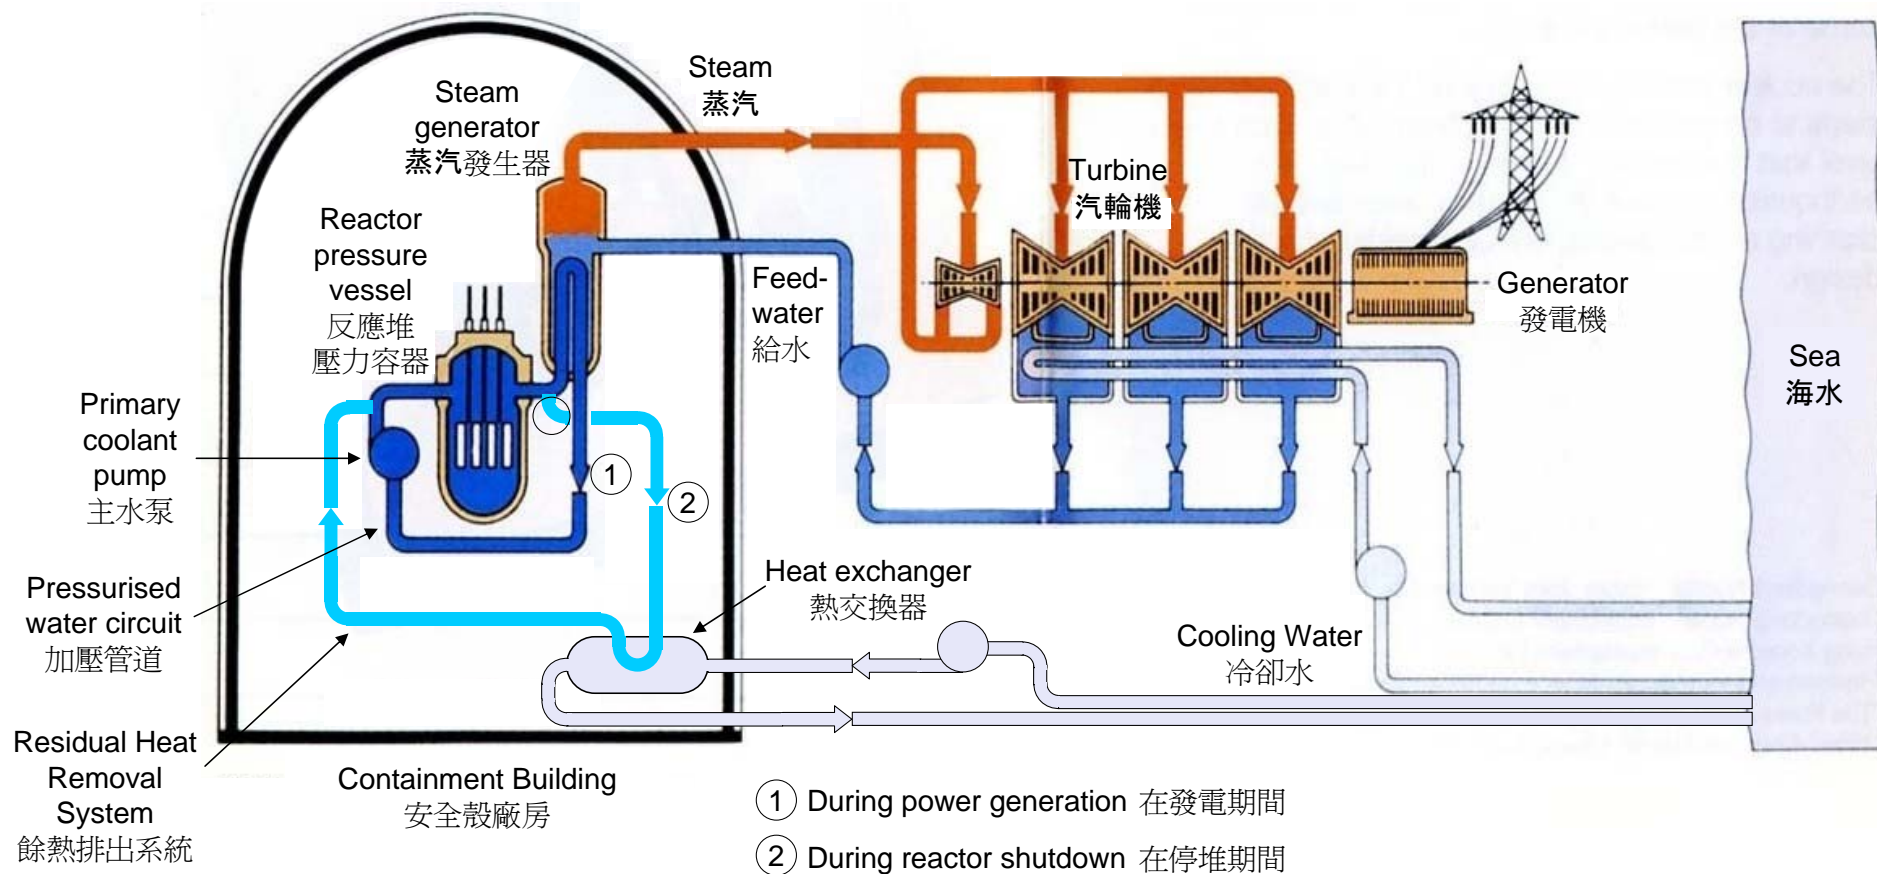 Steam
蒸汽
Steam
generator
蒸汽發生器
Reactor
pressure
vessel
反應堆
壓力容器
Turbine
汽輪機
Feed-
water
給水
Generator
發電機
Sea
海水
Primary
coolant
pump
主水泵
1
2
Pressurised
water circuit
加壓管道
Heat exchanger
熱交換器
Cooling Water
冷卻水
Residual Heat
Removal
System
餘熱排出系統
Containment Building
安全殼廠房
1 During power generation 在發電期間
2 During reactor shutdown 在停堆期間